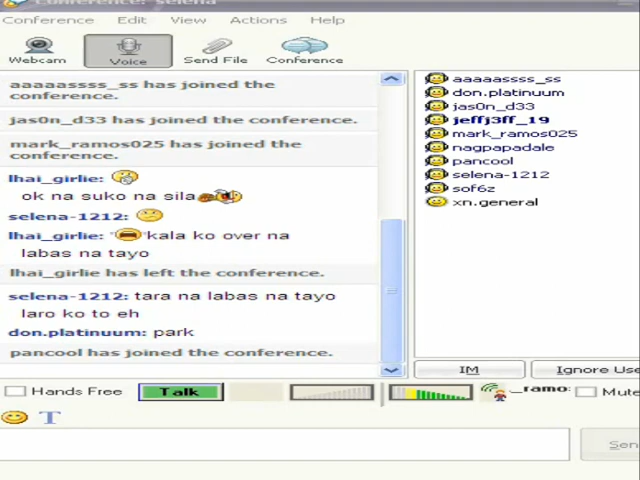 Conference: selena
Conference Edit View Actions Help
Webcam Voice Send File Conference
aaaaassss_ss has joined the
conference.
jas0n_d33 has joined the conference.
mark_ramos025 has joined the
conference.
lhai_girlie:
ok na suko na sila
selena-1212:
lhai_girlie: "kala ko over na
labas na tayo
lhai_girlie has left the conference.
selena-1212: tara na labas na tayo
laro ko to eh
don.platinuum: park
pancool has joined the conference.
aaaaassss_ss
don.platinuum
jas0n_d33
jeffj3ff_19
mark_ramos025
nagpapadale
pancool
selena-1212
sof6z
xn.general
IM Ignore Use
Hands Free Talk _ramo: Mute
T
Sen